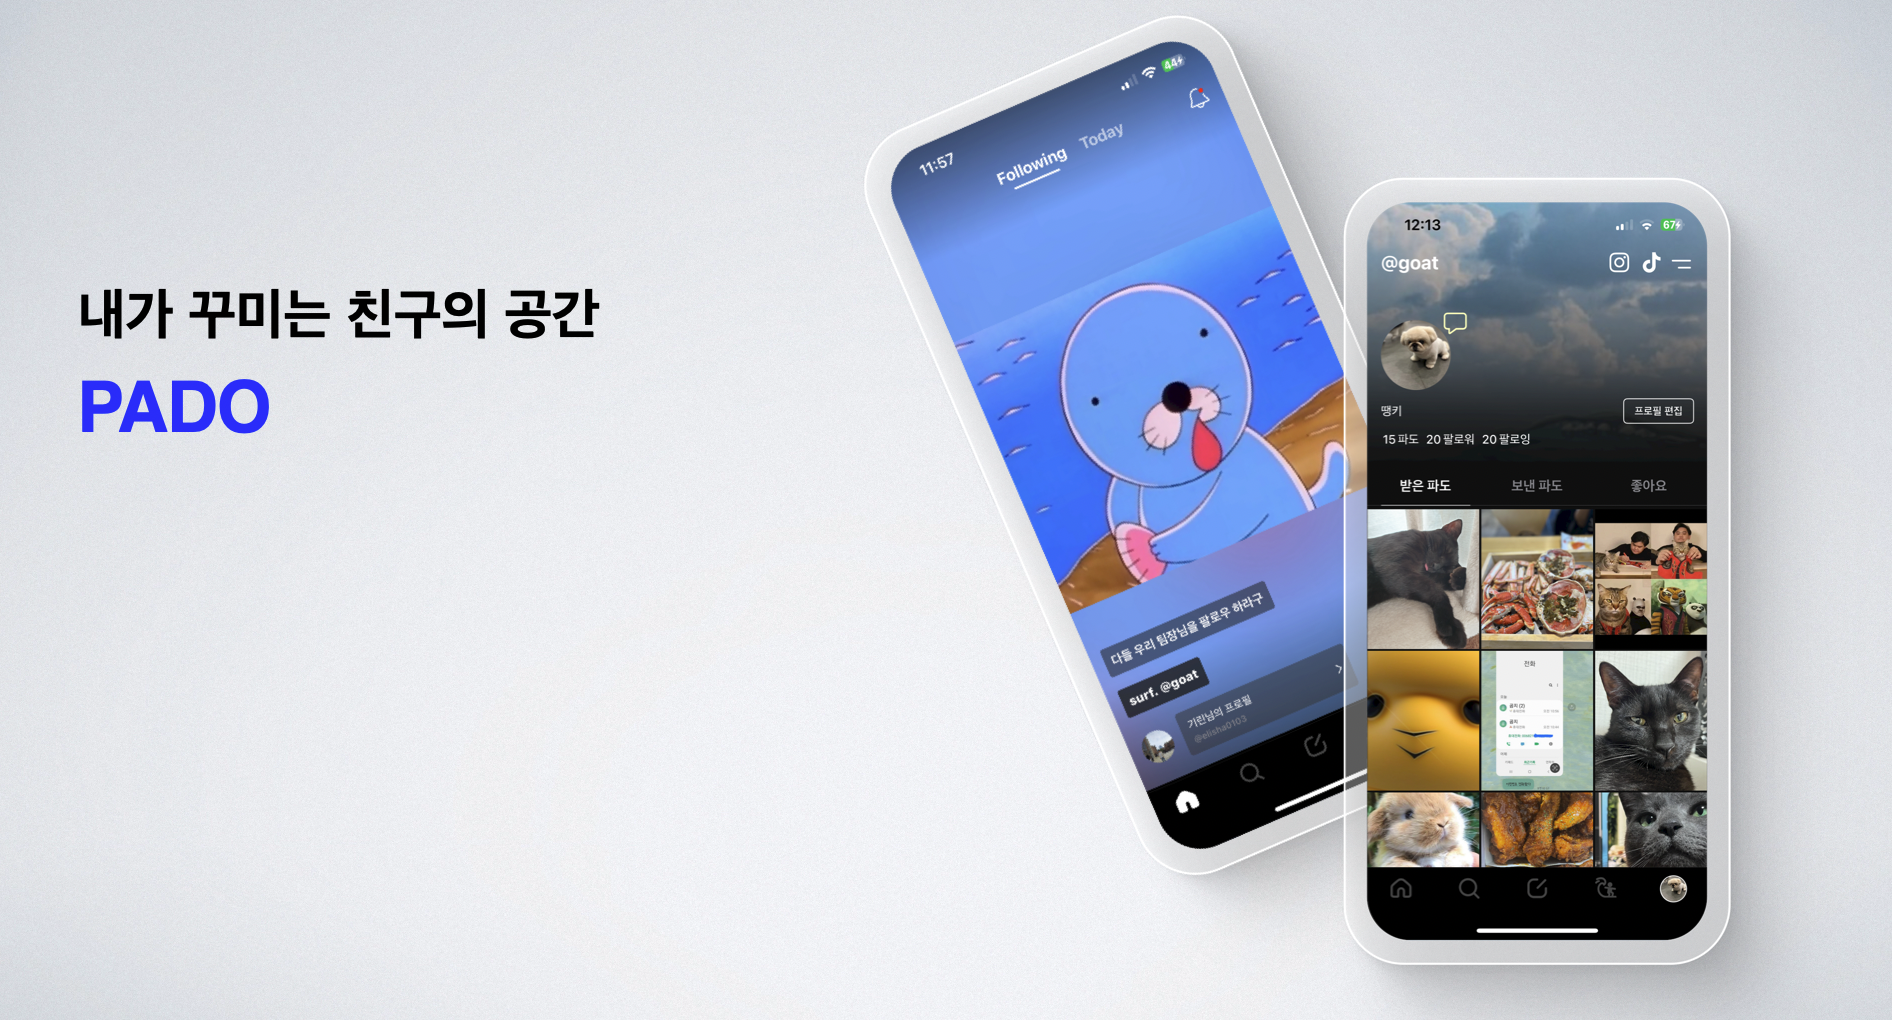 내가 꾸미는 친구의 공간
PADO
11:57
44
Following Today
다들 우리 팀장님을 팔로우 하라구
surf. @goat
기린님의 프로필
@elisha0103
12:13
67
@goat
땡키
프로필 편집
15 파도 20 팔로워 20 팔로잉
받은 파도 보낸 파도 좋아요
전화